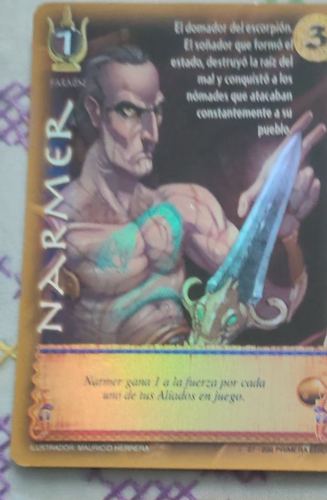 1
3
FARAÓN
El domador del escorpión.
El soñador que formó el
estado, destruyó la raíz del
mal y conquistó a los
nómades que atacaban
constantemente a su
pueblo.
NARMER
Narmer gana 1 a la fuerza por cada
uno de tus Aliados en juego.
ILUSTRADOR: MAURICIO HERRERA